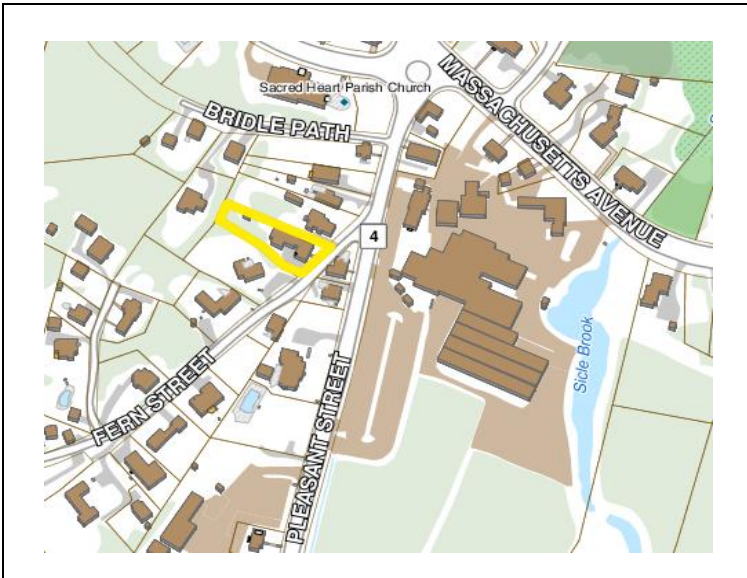 Sacred Heart Parish Church
MASSACHUSETTS AVENUE
BRIDLE PATH
4
Sicle Brook
FERN STREET
PLEASANT STREET